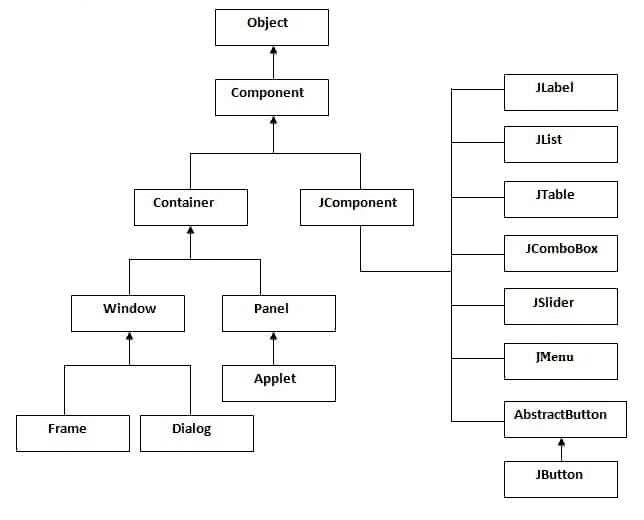 Object
Component
Container
JComponent
Window
Panel
Applet
Frame
Dialog
JLabel
JList
JTable
JComboBox
JSlider
JMenu
AbstractButton
JButton